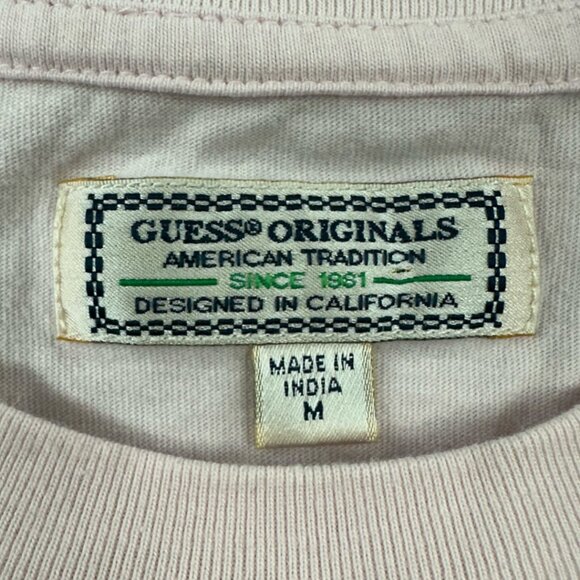 GUESS® ORIGINALS
AMERICAN TRADITION
SINCE 1981
DESIGNED IN CALIFORNIA
MADE IN
INDIA
M